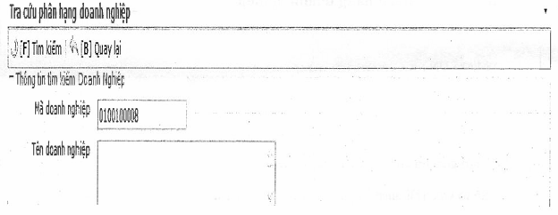 Tra cứu phân hạng doanh nghiệp
[F] Tìm kiếm [B] Quay lại
Thông tin tìm kiếm Doanh Nghiệp
Mã doanh nghiệp 0100100008
Tên doanh nghiệp